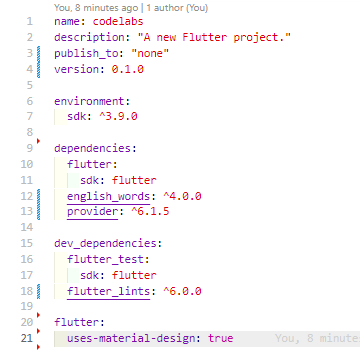 You, 8 minutes ago | 1 author (You)
1 name: codelabs
2 description: "A new Flutter project."
3 publish_to: "none"
4 version: 0.1.0
5
6 environment:
7 sdk: ^3.9.0
8
9 dependencies:
10 flutter:
11 sdk: flutter
12 english_words: ^4.0.0
13 provider: ^6.1.5
14
15 dev_dependencies:
16 flutter_test:
17 sdk: flutter
18 flutter_lints: ^6.0.0
19
20 flutter:
21 uses-material-design: true You, 8 minute